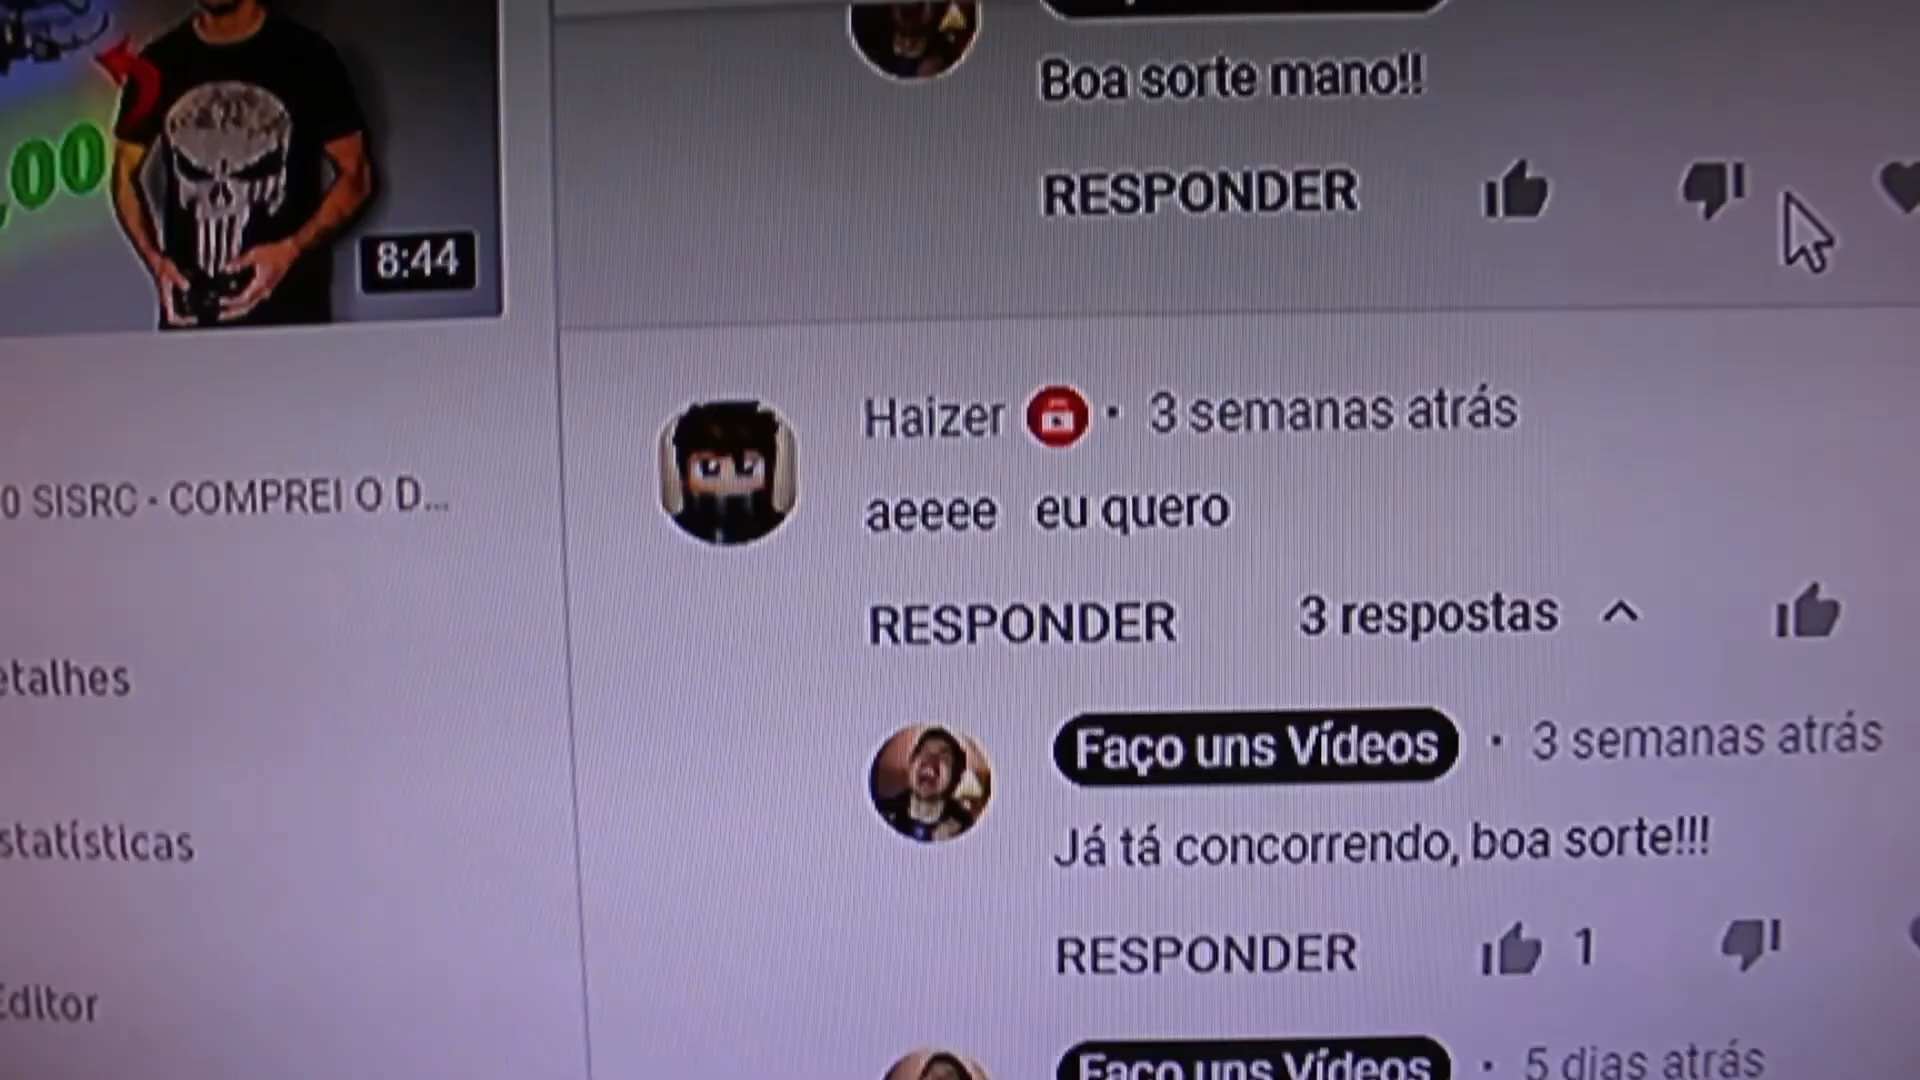 Boa sorte mano!!
RESPONDER
,00
8:44
Haizer · 3 semanas atrás
aeeee eu quero
0 SISRC - COMPREI O D...
RESPONDER 3 respostas
etalhes
Faço uns Vídeos · 3 semanas atrás
Já tá concorrendo, boa sorte!!!
statísticas
RESPONDER 1
Editor
Faço uns Vídeos · 5 dias atrás